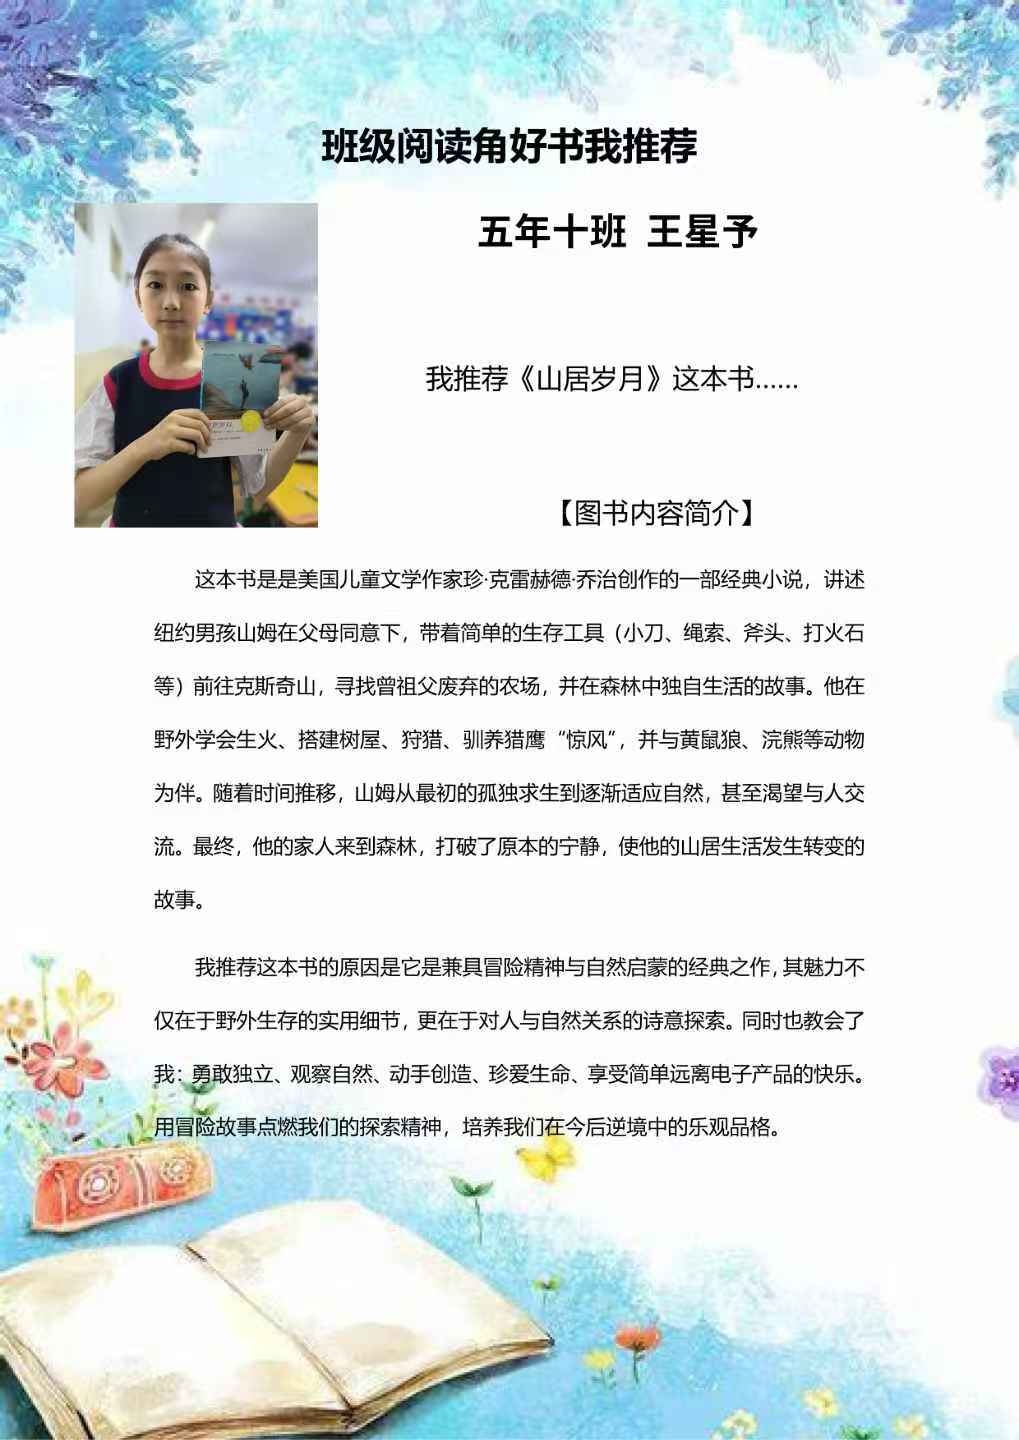 班级阅读角好书我推荐
五年十班 王星予
我推荐《山居岁月》这本书......
【图书内容简介】
这本书是是美国儿童文学作家珍·克雷赫德·乔治创作的一部经典小说，讲述
纽约男孩山姆在父母同意下，带着简单的生存工具（小刀、绳索、斧头、打火石
等）前往克斯奇山，寻找曾祖父废弃的农场，并在森林中独自生活的故事。他在
野外学会生火、搭建树屋、狩猎、驯养猎鹰“惊风”，并与黄鼠狼、浣熊等动物
为伴。随着时间推移，山姆从最初的孤独求生到逐渐适应自然，甚至渴望与人交
流。最终，他的家人来到森林，打破了原本的宁静，使他的山居生活发生转变的
故事。
我推荐这本书的原因是它是兼具冒险精神与自然启蒙的经典之作，其魅力不
仅在于野外生存的实用细节，更在于对人与自然关系的诗意探索。同时也教会了
我：勇敢独立、观察自然、动手创造、珍爱生命、享受简单远离电子产品的快乐。
用冒险故事点燃我们的探索精神，培养我们在今后逆境中的乐观品格。